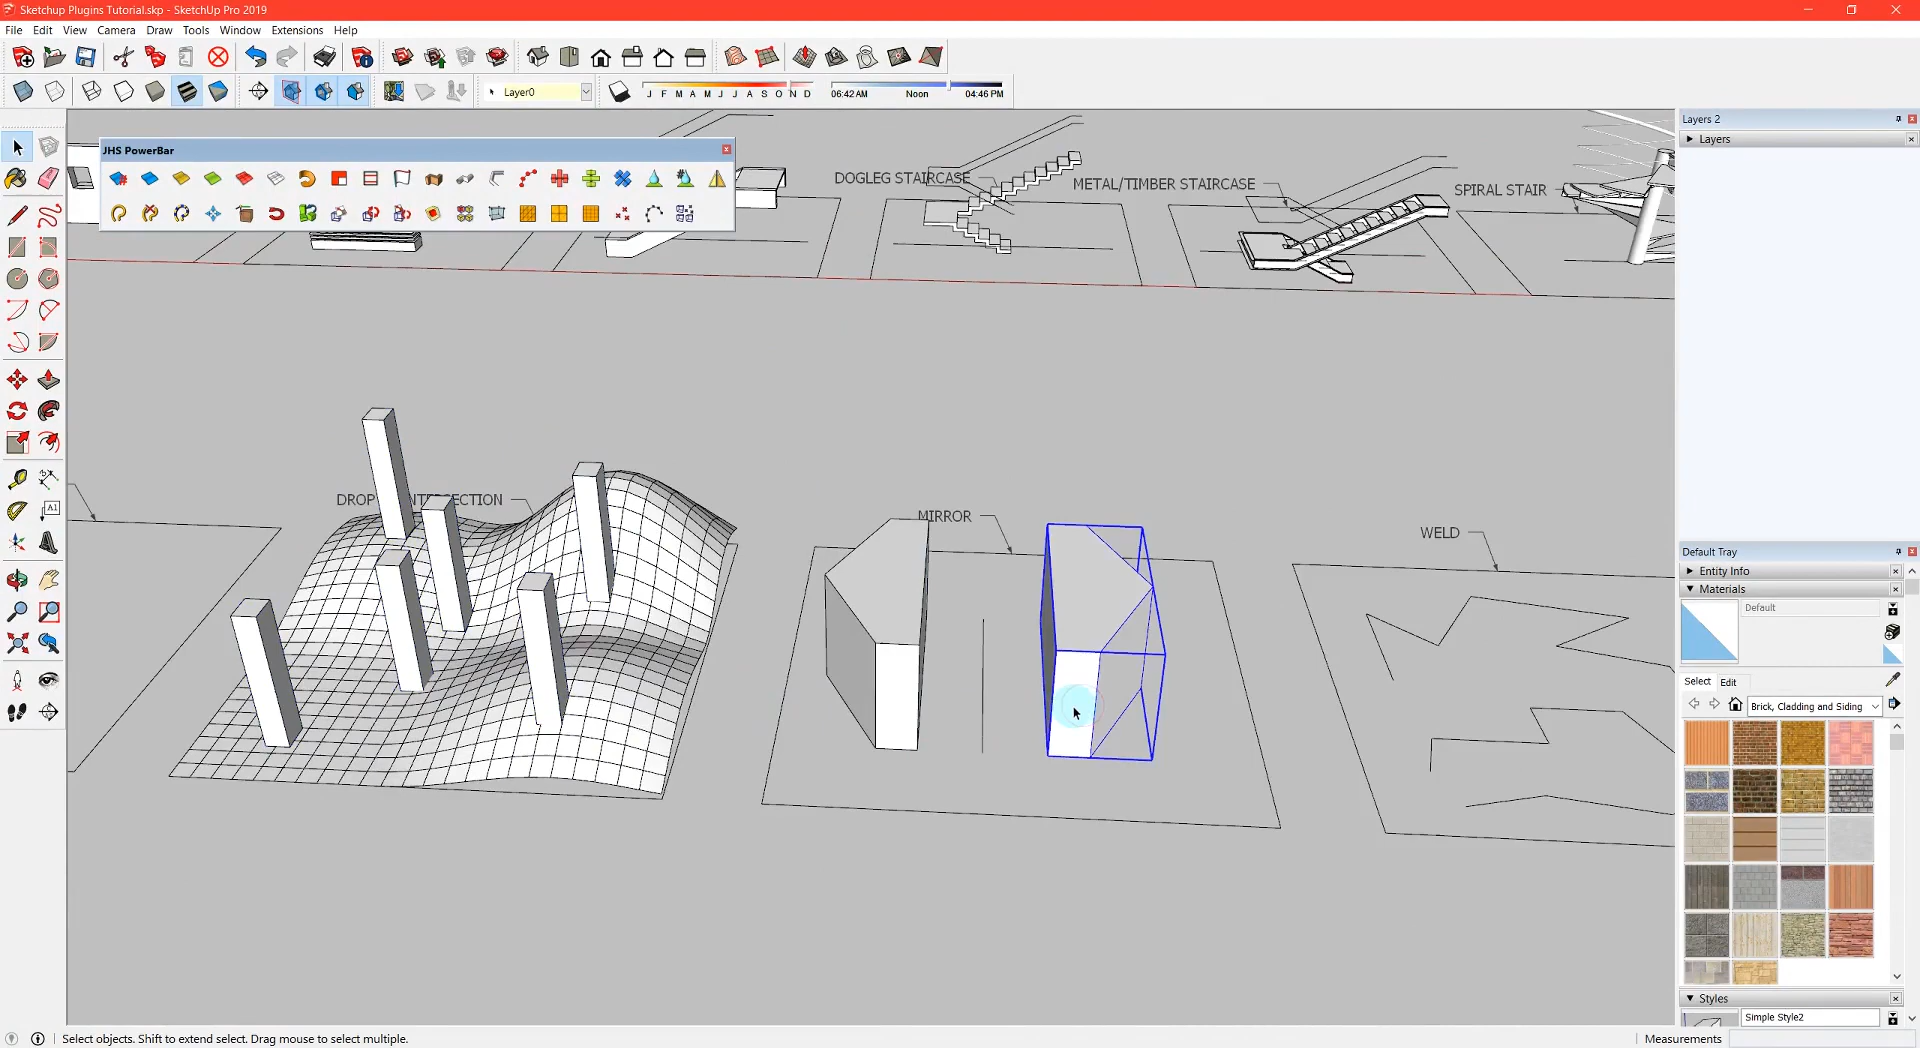 Sketchup Plugins Tutorial.skp - SketchUp Pro 2019
File Edit View Camera Draw Tools Window Extensions Help
Layer0
J F M A M J J A S O N D
06:42 AM Noon 04:46 PM
JHS PowerBar
Layers 2
Layers
DOGLEG STAIRCASE
METAL/TIMBER STAIRCASE
SPIRAL STAIR
A1
DROP INTERSECTION
MIRROR
WELD
Default Tray
Entity Info
Materials
Default
Select Edit
Brick, Cladding and Siding
Styles
Simple Style2
Select objects. Shift to extend select. Drag mouse to select multiple.
Measurements